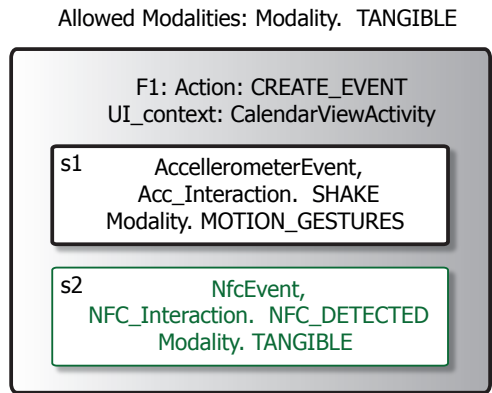 Allowed Modalities: Modality. TANGIBLE
F1: Action: CREATE_EVENT
UI_context: CalendarViewActivity
s1
AccellerometerEvent,
Acc_Interaction. SHAKE
Modality. MOTION_GESTURES
s2
NfcEvent,
NFC_Interaction. NFC_DETECTED
Modality. TANGIBLE